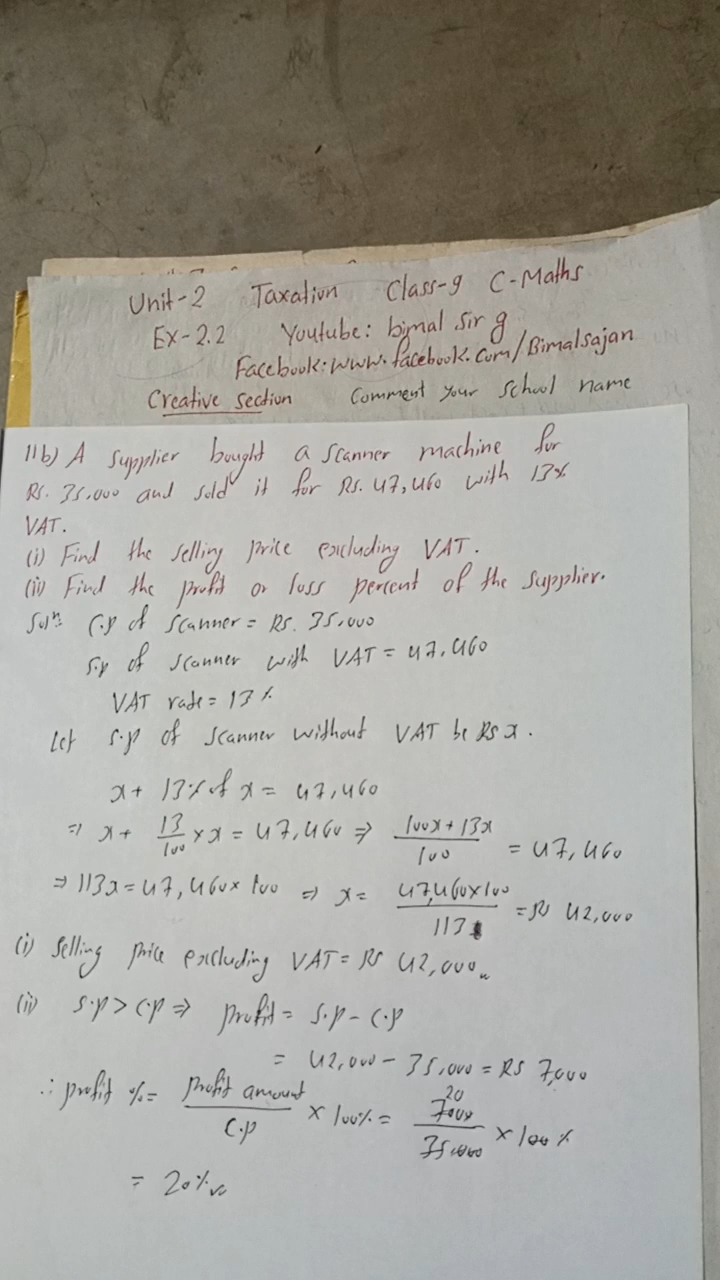 Unit-2 Taxation Class-9 C-Maths
Ex-2.2 Youtube: bimal sir g
Facebook:www.facebook.com/Bimalsajan
Creative section Comment your school name
11b) A supplier bought a scanner machine for
Rs. 35,000 and sold it for Rs. 47,460 with 13%
VAT.
(i) Find the selling price excluding VAT.
(ii) Find the profit or loss percent of the supplier.
Solⁿ: C.p of scanner = Rs. 35,000
s.p of scanner with VAT = 47,460
VAT rate = 13%
Let s.p of scanner without VAT be Rs x.
x + 13% of x = 47,460
⇒ x + 13/100 × x = 47,460 ⇒ (100x + 13x)/100 = 47,460
⇒ 113x = 47,460 × 100 ⇒ x = (47,460×100)/113 = Rs 42,000
(i) Selling price excluding VAT = Rs 42,000
(ii) s.p > c.p ⇒ profit = s.p - c.p
= 42,000 - 35,000 = Rs 7,000
∴ profit % = profit amount/C.p × 100% = 7000/35,000 × 100% 20
= 20%